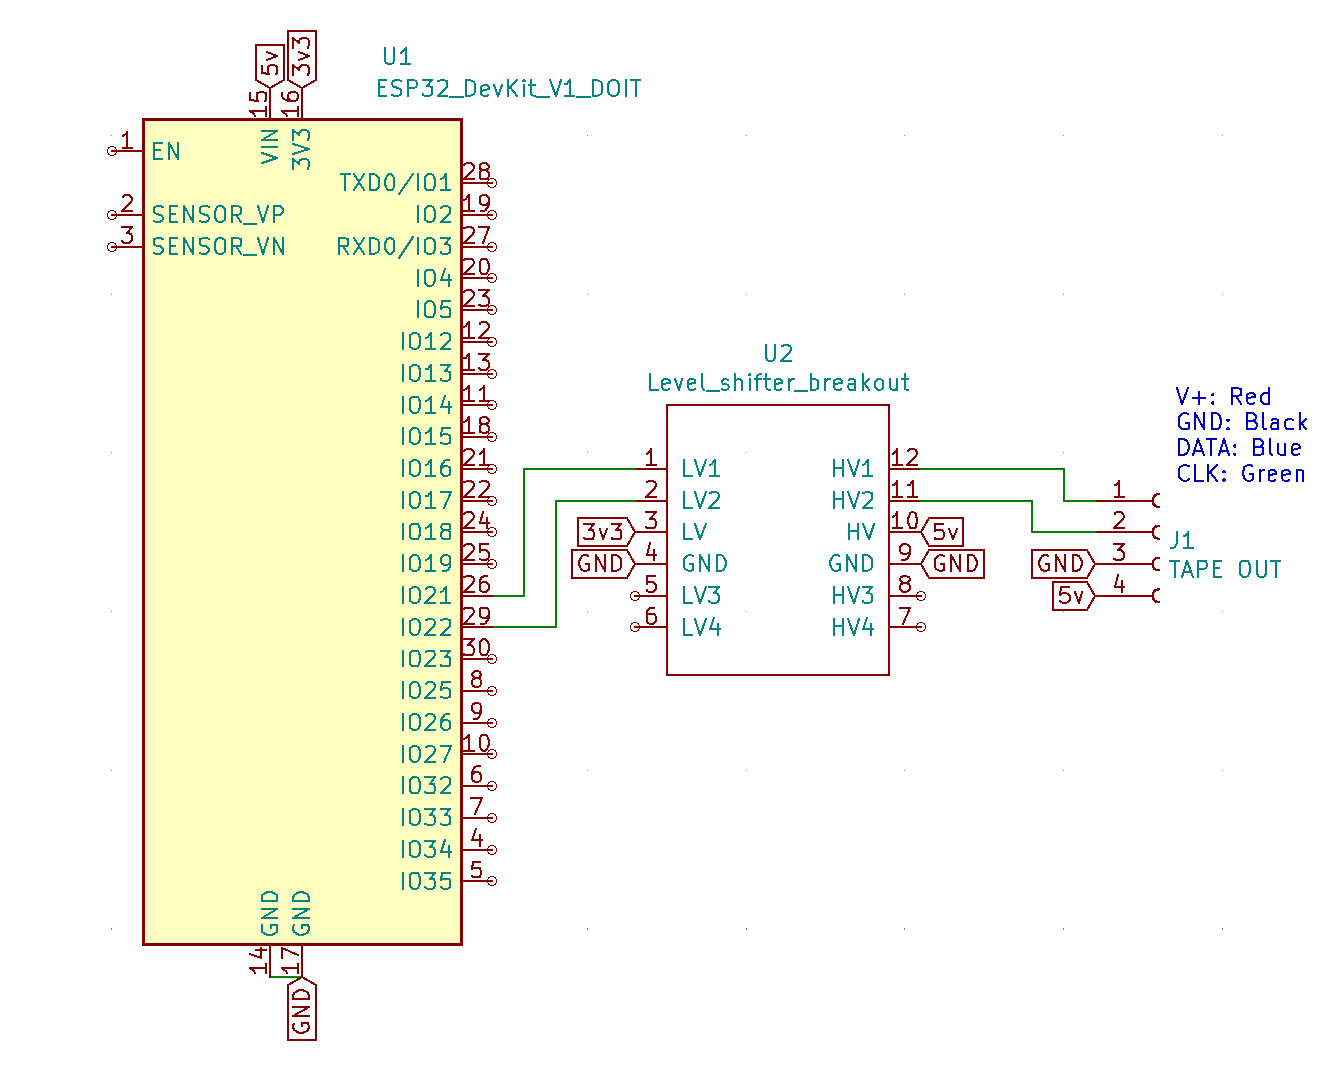 5v
3v3
U1
ESP32_DevKit_V1_DOIT
15
16
1
EN
VIN
3V3
2
SENSOR_VP
3
SENSOR_VN
TXD0/IO1
28
IO2
19
RXD0/IO3
27
IO4
20
IO5
23
IO12
12
IO13
13
IO14
11
IO15
18
IO16
21
IO17
22
IO18
24
IO19
25
IO21
26
IO22
29
IO23
30
IO25
8
IO26
9
IO27
10
IO32
6
IO33
7
IO34
4
IO35
5
GND
GND
14
17
GND
U2
Level_shifter_breakout
1
LV1
HV1
12
2
LV2
HV2
11
3v3
3
LV
HV
10
5v
GND
4
GND
GND
9
GND
5
LV3
HV3
8
6
LV4
HV4
7
V+: Red
GND: Black
DATA: Blue
CLK: Green
1
2
GND
3
5v
4
J1
TAPE OUT